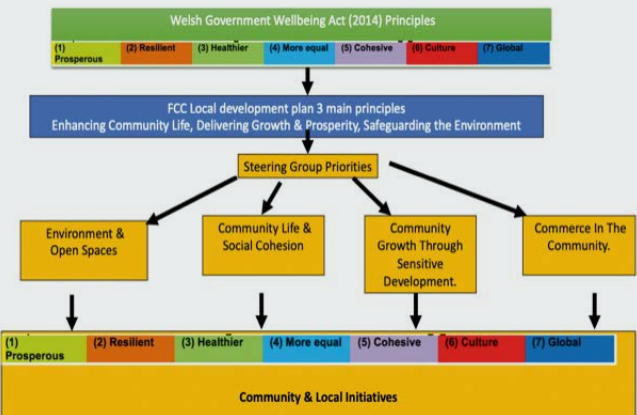 Welsh Government Wellbeing Act (2014) Principles
(1)
Prosperous
(2) Resilient
(3) Healthier
(4) More equal
(5) Cohesive
(6) Culture
(7) Global
FCC Local development plan 3 main principles
Enhancing Community Life, Delivering Growth & Prosperity, Safeguarding the Environment
Steering Group Priorities
Environment &
Open Spaces
Community Life &
Social Cohesion
Community
Growth Through
Sensitive
Development.
Commerce In The
Community.
(1)
Prosperous
(2) Resilient
(3) Healthier
(4) More equal
(5) Cohesive
(6) Culture
(7) Global
Community & Local Initiatives